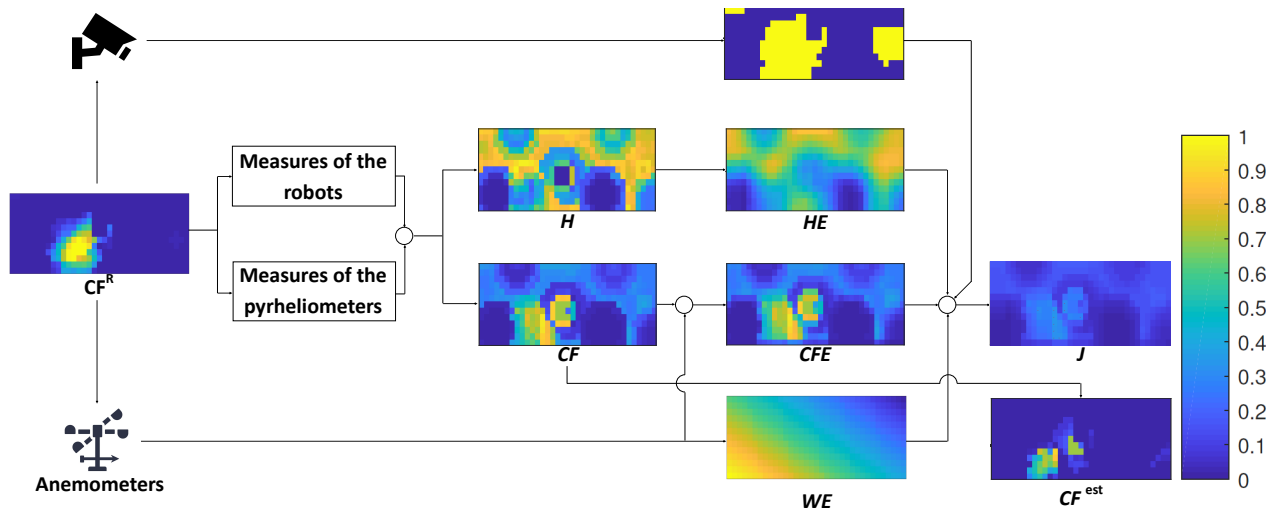 Measures of the
robots
Measures of the
pyrheliometers
CF^R
H
HE
CF
CFE
J
Anemometers
WE
CF^est
1
0.9
0.8
0.7
0.6
0.5
0.4
0.3
0.2
0.1
0